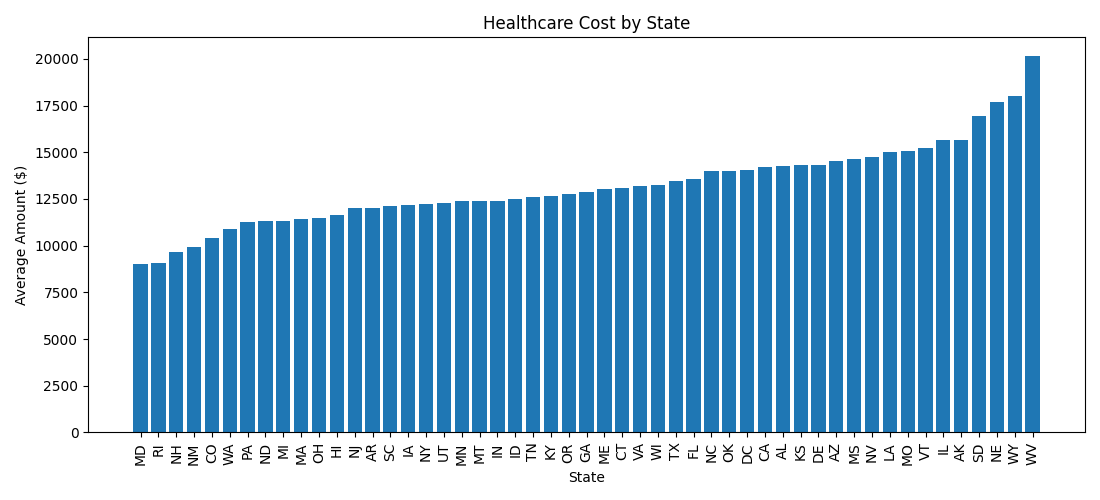 Healthcare Cost by State
Average Amount ($)
20000
17500
15000
12500
10000
7500
5000
2500
0
MD RI NH NM CO WA PA ND MI MA OH HI NJ AR SC IA NY UT MN MT IN ID TN KY OR GA ME CT VA WI TX FL NC OK DC CA AL KS DE AZ MS NV LA MO VT IL AK SD NE WY WV
State